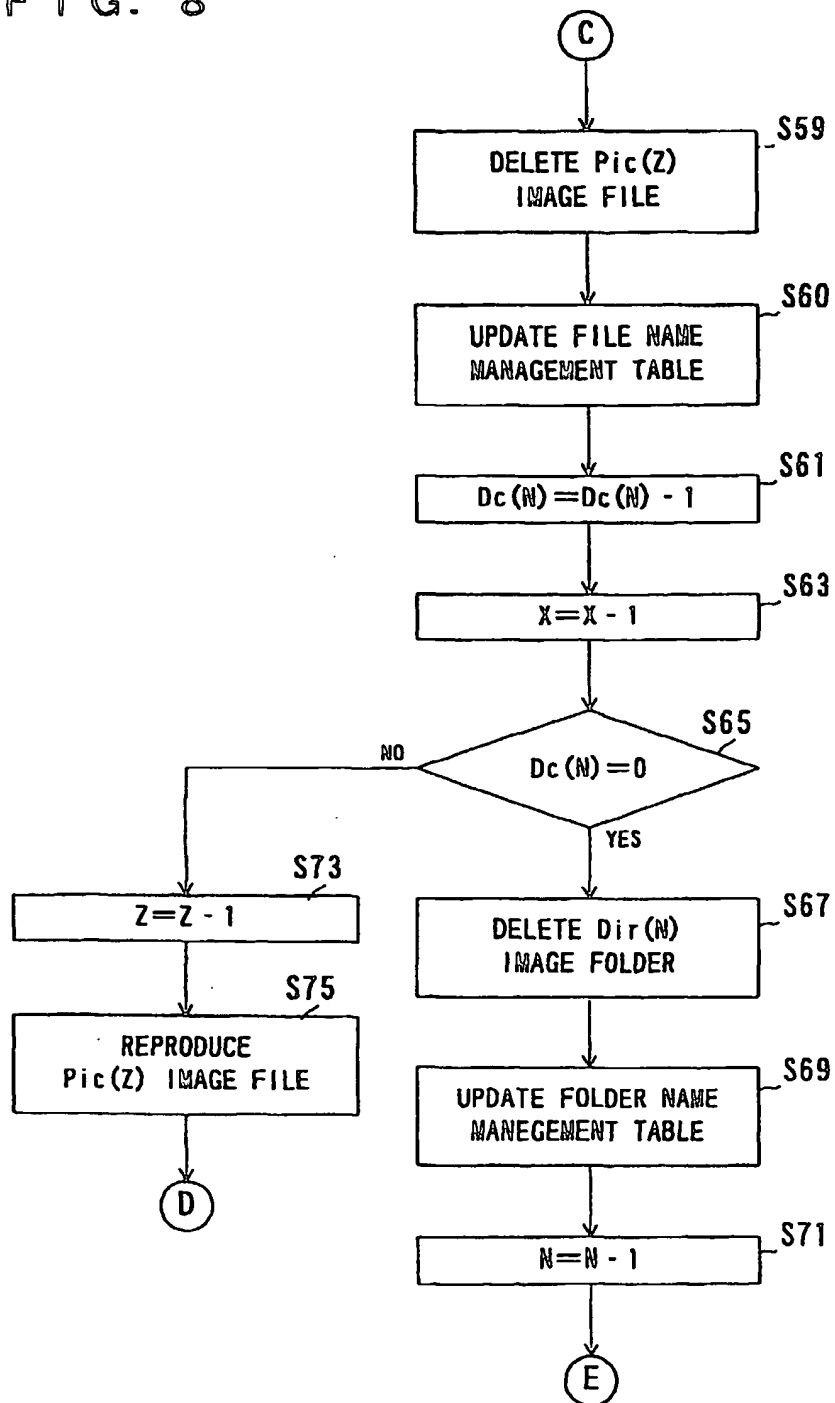 FIG. 8
C
S59
DELETE Pic(Z)
IMAGE FILE
S60
UPDATE FILE NAME
MANAGEMENT TABLE
S61
Dc(N)=Dc(N)-1
S63
X=X-1
S65
Dc(N)=0
NO
YES
S73
Z=Z-1
S75
REPRODUCE
Pic(Z) IMAGE FILE
D
S67
DELETE Dir(N)
IMAGE FOLDER
S69
UPDATE FOLDER NAME
MANEGEMENT TABLE
S71
N=N-1
E